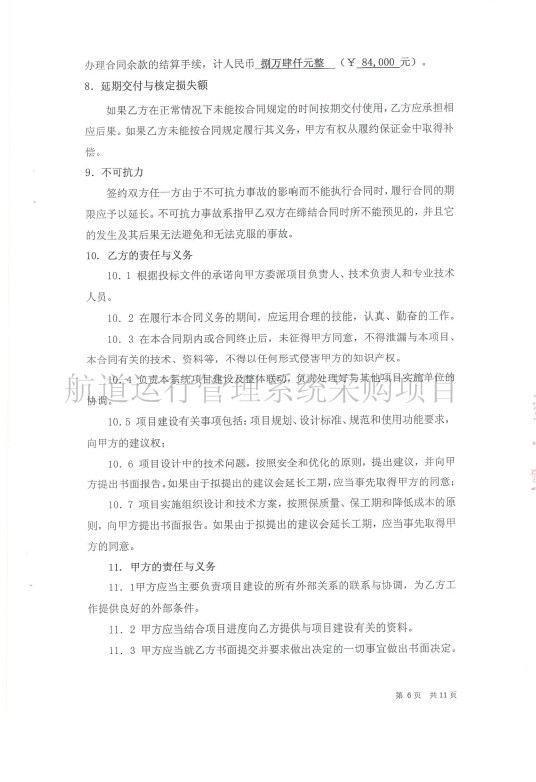 办理合同余款的结算手续，计人民币 捌万肆仟元整 （￥ 84,000 元）。
8. 延期交付与核定损失额
如果乙方在正常情况下未能按合同规定的时间按期交付使用，乙方应承担相
应后果。如果乙方未能按合同规定履行其义务，甲方有权从履约保证金中取得补
偿。
9. 不可抗力
签约双方任一方由于不可抗力事故的影响而不能执行合同时，履行合同的期
限应予以延长。不可抗力事故系指甲乙双方在缔结合同时所不能预见的，并且它
的发生及其后果无法避免和无法克服的事故。
10. 乙方的责任与义务
10. 1 根据投标文件的承诺向甲方委派项目负责人、技术负责人和专业技术
人员。
10. 2 在履行本合同义务的期间，应运用合理的技能，认真、勤奋的工作。
10. 3 在本合同期内或合同终止后，未征得甲方同意，不得泄漏与本项目、
本合同有关的技术、资料等，不得以任何形式侵害甲方的知识产权。
10. 4 负责本系统项目建设及整体联动，负责处理好与其他项目实施单位的
协调。
航道运行管理系统采购项目
10. 5 项目建设有关事项包括：项目规划、设计标准、规范和使用功能要求，
向甲方的建议权；
10. 6 项目设计中的技术问题，按照安全和优化的原则，提出建议，并向甲
方提出书面报告。如果由于拟提出的建议会延长工期，应当事先取得甲方的同意；
10. 7 项目实施组织设计和技术方案，按照保质量、保工期和降低成本的原
则，向甲方提出书面报告。如果由于拟提出的建议会延长工期，应当事先取得甲
方的同意。
11. 甲方的责任与义务
11. 1甲方应当主要负责项目建设的所有外部关系的联系与协调，为乙方工
作提供良好的外部条件。
11. 2 甲方应当结合项目进度向乙方提供与项目建设有关的资料。
11. 3 甲方应当就乙方书面提交并要求做出决定的一切事宜做出书面决定。
第 6 页 共 11 页